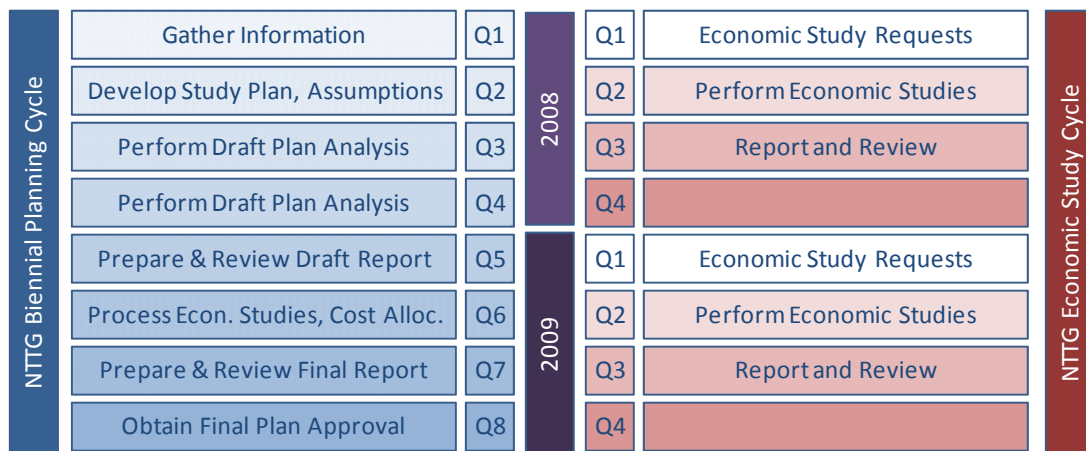 NTTG Biennial Planning Cycle
Gather Information
Q1
Develop Study Plan, Assumptions
Q2
Perform Draft Plan Analysis
Q3
Perform Draft Plan Analysis
Q4
Prepare & Review Draft Report
Q5
Process Econ. Studies, Cost Alloc.
Q6
Prepare & Review Final Report
Q7
Obtain Final Plan Approval
Q8
2008
2009
Q1
Economic Study Requests
Q2
Perform Economic Studies
Q3
Report and Review
Q4
Q1
Economic Study Requests
Q2
Perform Economic Studies
Q3
Report and Review
Q4
NTTG Economic Study Cycle